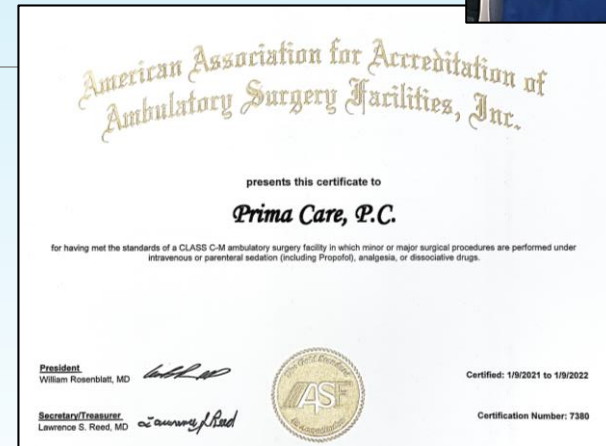 American Association for Accreditation of
Ambulatory Surgery Facilities, Inc.
presents this certificate to
Prima Care, P.C.
for having met the standards of a CLASS C-M ambulatory surgery facility in which minor or major surgical procedures are performed under
intravenous or parenteral sedation (including Propofol), analgesia, or dissociative drugs.
President
William Rosenblatt, MD
Secretary/Treasurer
Lawrence S. Reed, MD
ASF
Certified: 1/9/2021 to 1/9/2022
Certification Number: 7380